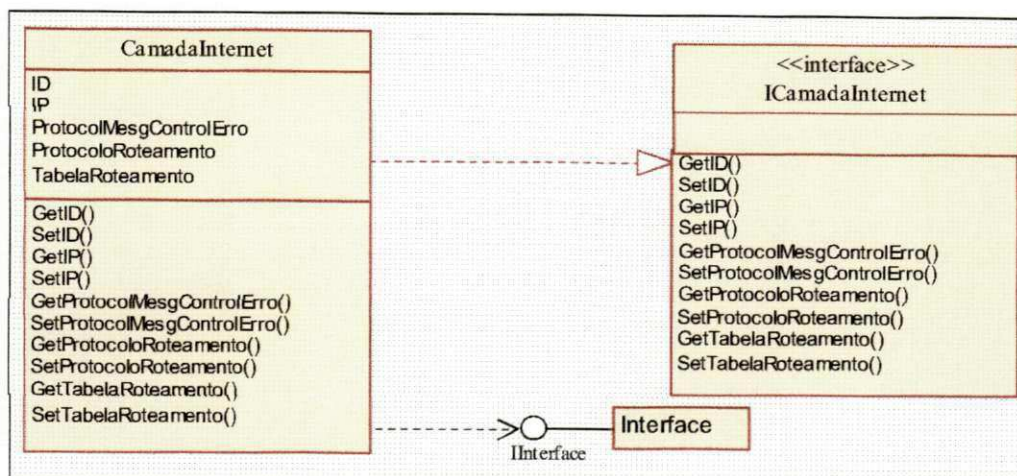 CamadaInternet
ID
IP
ProtocolMesgControlErro
ProtocoloRoteamento
TabelaRoteamento
GetID()
SetID()
GetIP()
SetIP()
GetProtocolMesgControlErro()
SetProtocolMesgControlErro()
GetProtocoloRoteamento()
SetProtocoloRoteamento()
GetTabelaRoteamento()
SetTabelaRoteamento()
<<interface>>
ICamadaInternet
GetID()
SetID()
GetIP()
SetIP()
GetProtocolMesgControlErro()
SetProtocolMesgControlErro()
GetProtocoloRoteamento()
SetProtocoloRoteamento()
GetTabelaRoteamento()
SetTabelaRoteamento()
IInterface
Interface